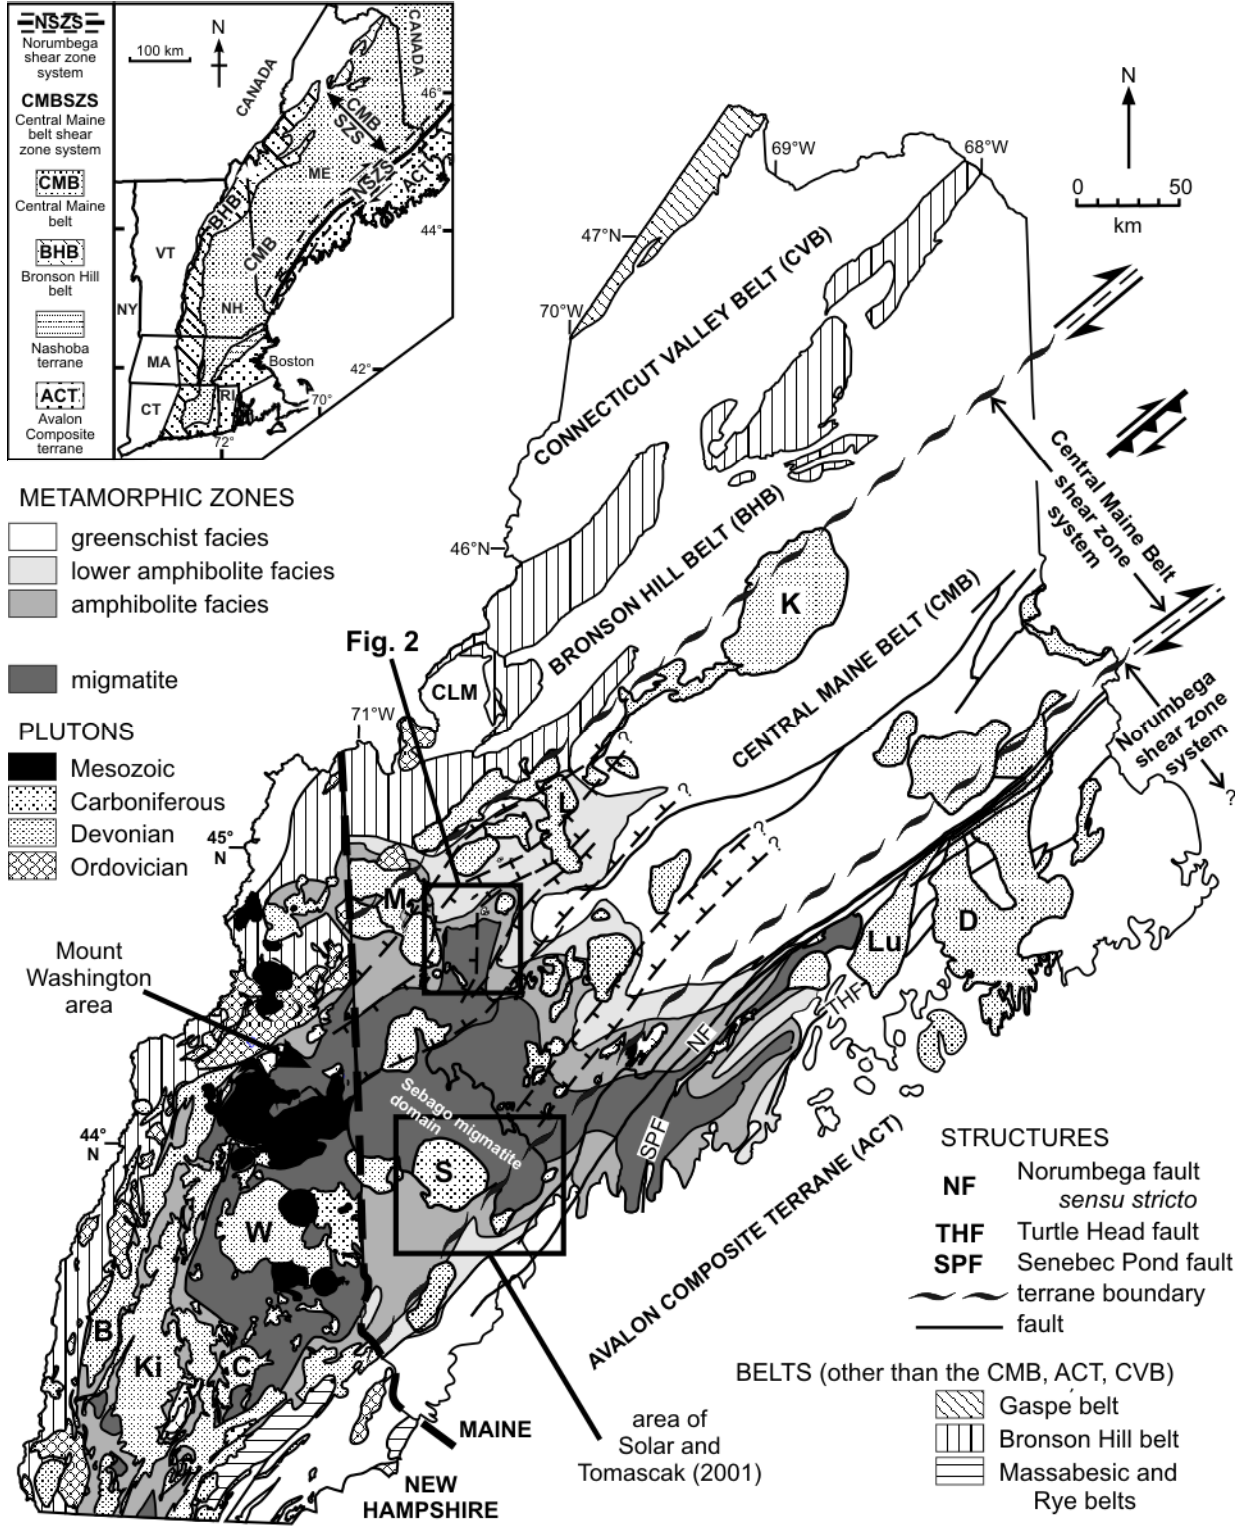 NSZS
Norumbega
shear zone
system
CMBSZS
Central Maine
belt shear
zone system
CMB
Central Maine
belt
BHB
Bronson Hill
belt
Nashoba
terrane
ACT
Avalon
Composite
terrane
N
100 km
CANADA
CANADA
46°
CMB
SZS
ME
NSZS
ACT
BHB
44°
CMB
VT
NH
NY
MA
Boston
42°
CT
RI
70°
72°
N
0 50
km
69°W
68°W
47°N
70°W
CONNECTICUT VALLEY BELT (CVB)
46°N
BRONSON HILL BELT (BHB)
Central Maine Belt
shear zone
system
K
CENTRAL MAINE BELT (CMB)
Norumbega
shear zone
system
?
METAMORPHIC ZONES
greenschist facies
lower amphibolite facies
amphibolite facies
migmatite
PLUTONS
Mesozoic
Carboniferous
Devonian
Ordovician
Fig. 2
CLM
71°W
?
L
?
?
?
45°
N
M
Lu
D
Mount
Washington
area
THF
NF
A
Sebago migmatite
domain
SPF
44°
N
S
W
B
Ki
C
AVALON COMPOSITE TERRANE (ACT)
MAINE
NEW
HAMPSHIRE
area of
Solar and
Tomascak (2001)
STRUCTURES
NF Norumbega fault
sensu stricto
THF Turtle Head fault
SPF Senebec Pond fault
terrane boundary
fault
BELTS (other than the CMB, ACT, CVB)
Gaspé belt
Bronson Hill belt
Massabesic and
Rye belts